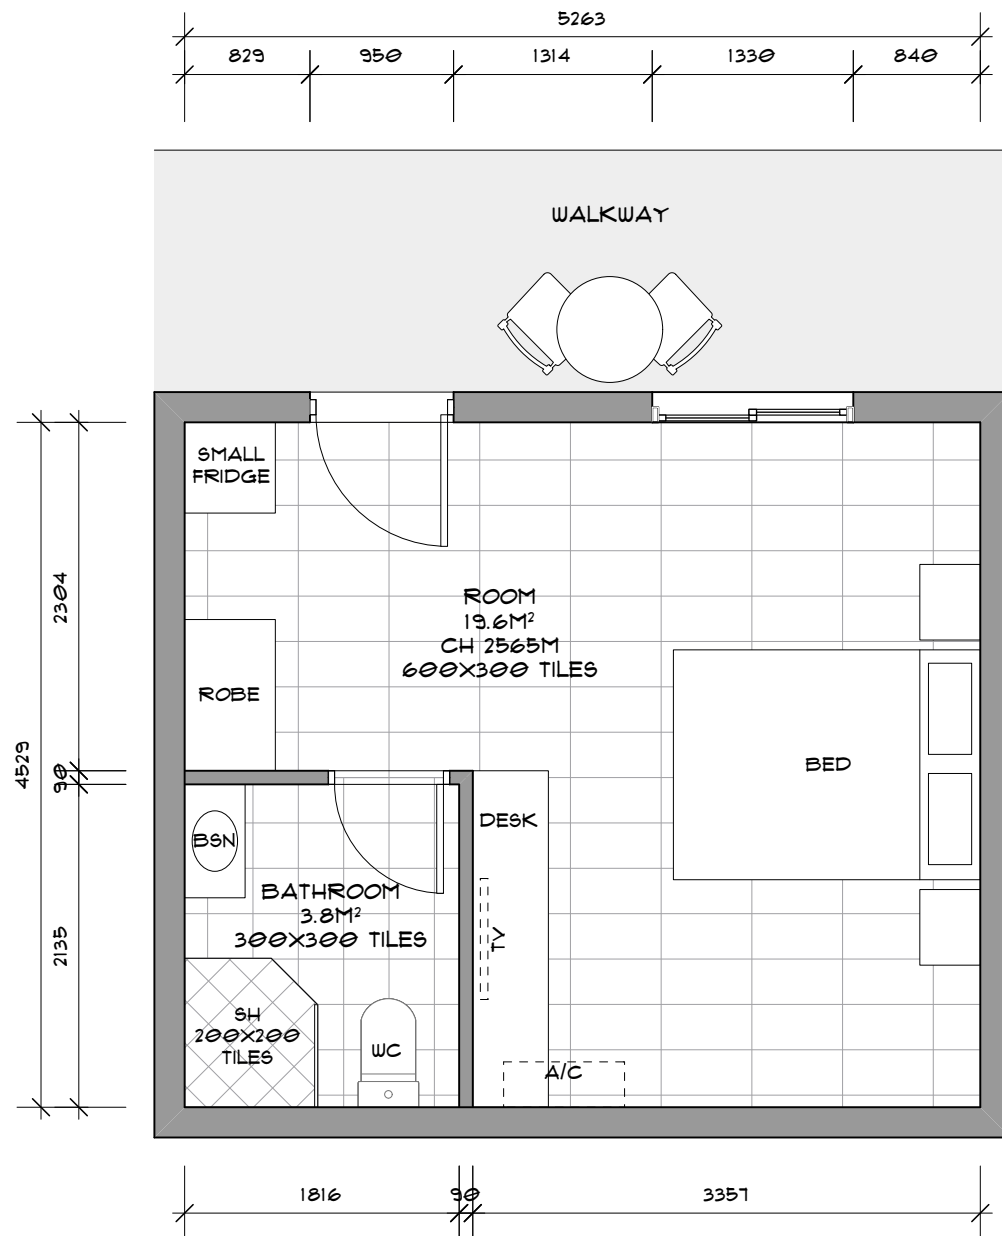 5263
829
950
1314
1330
840
WALKWAY
SMALL
FRIDGE
ROOM
19.6M²
CH 2565M
600X300 TILES
ROBE
BED
DESK
BSN
BATHROOM
3.8M²
300X300 TILES
TV
SH
200X200
TILES
WC
A/C
2304
4529
90
2135
1816
90
3357